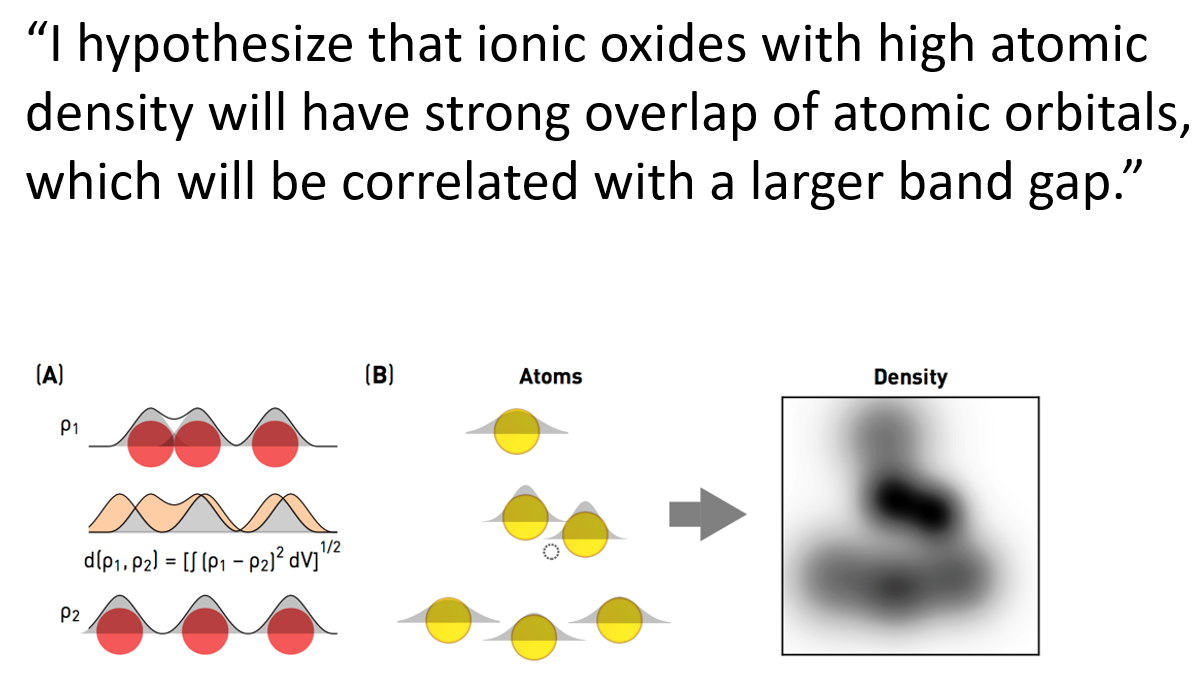 “I hypothesize that ionic oxides with high atomic
density will have strong overlap of atomic orbitals,
which will be correlated with a larger band gap.”
(A)
ρ1
d(ρ1, ρ2) = [∫ (ρ1 − ρ2)² dV]^1/2
ρ2
(B)
Atoms
Density